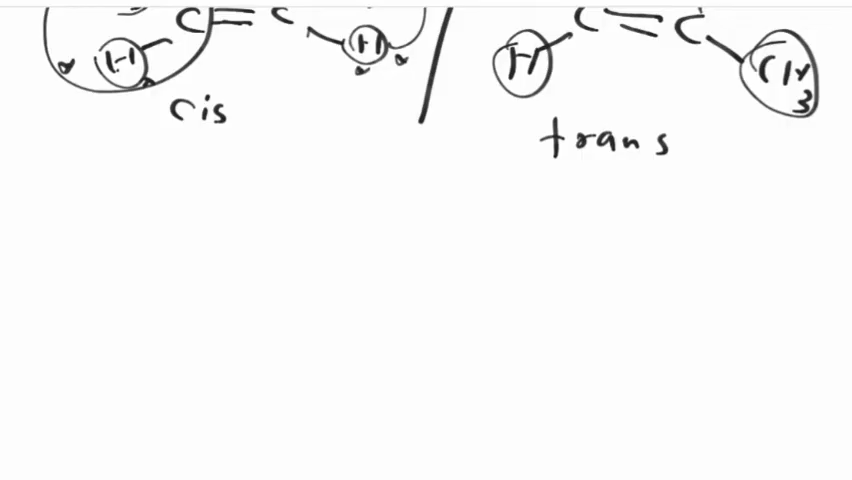 C = C
H H
cis
C = C
H CH3
trans